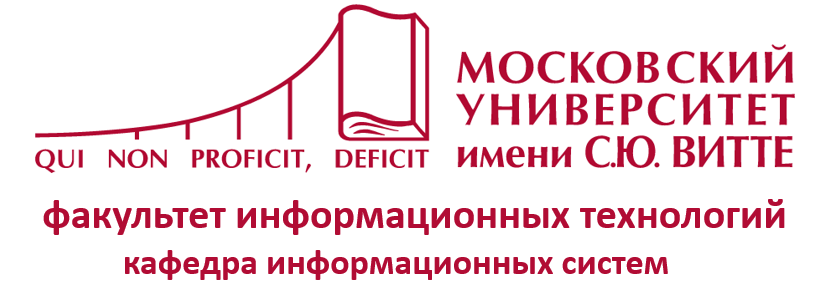 МОСКОВСКИЙ
УНИВЕРСИТЕТ
имени С.Ю. ВИТТЕ
QUI NON PROFICIT, DEFICIT
факультет информационных технологий
кафедра информационных систем